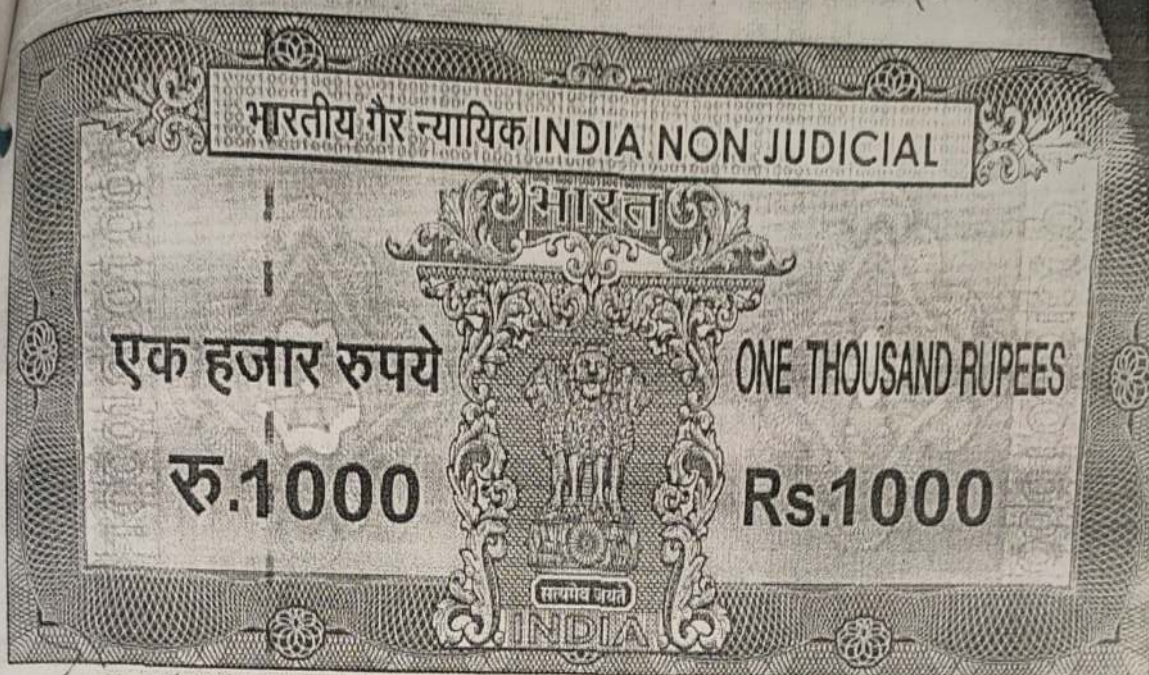 भारतीय गैर न्यायिक INDIA NON JUDICIAL
भारत
एक हजार रुपये
ONE THOUSAND RUPEES
रु.1000
Rs.1000
सत्यमेव जयते
INDIA